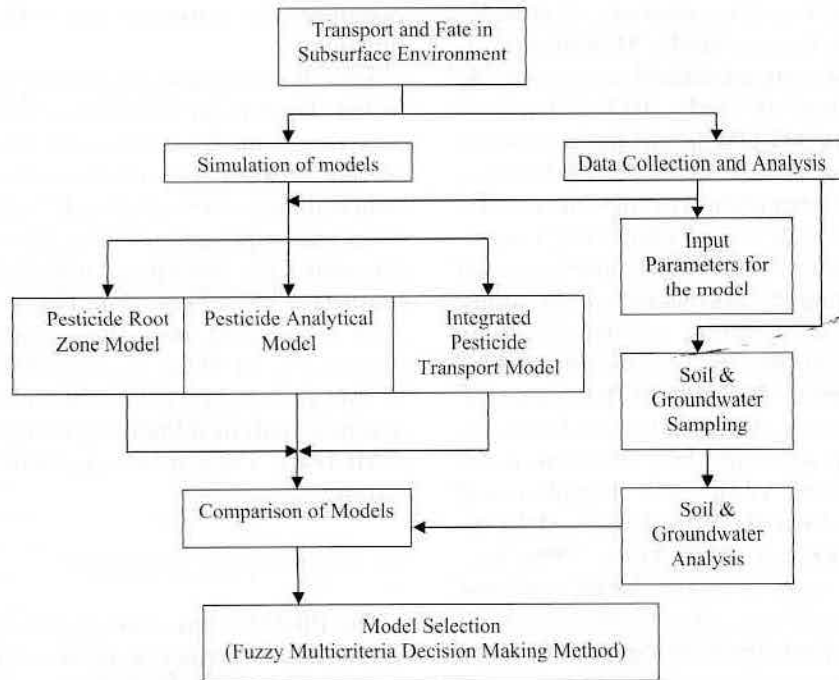 Transport and Fate in
Subsurface Environment
Simulation of models
Data Collection and Analysis
Input
Parameters for
the model
Pesticide Root
Zone Model
Pesticide Analytical
Model
Integrated
Pesticide
Transport Model
Soil &
Groundwater
Sampling
Comparison of Models
Soil &
Groundwater
Analysis
Model Selection
(Fuzzy Multicriteria Decision Making Method)